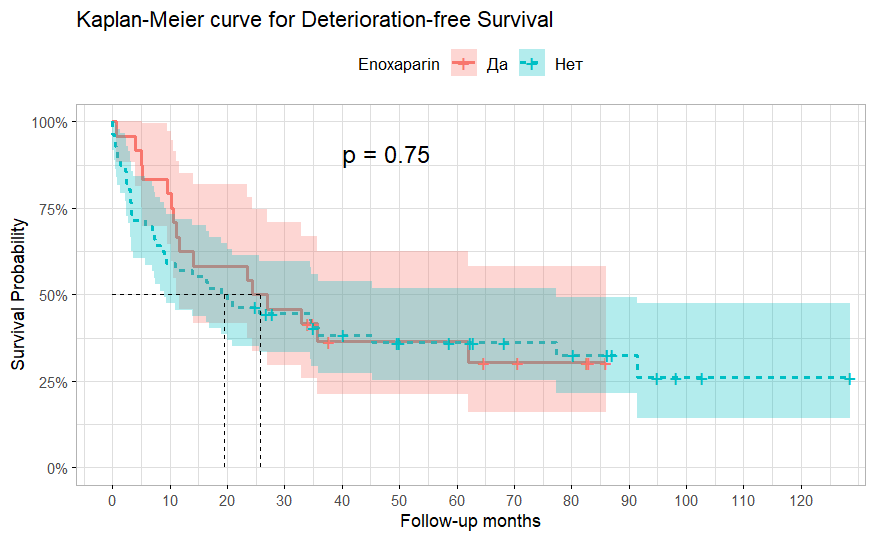 Kaplan-Meier curve for Deterioration-free Survival
Enoxaparin Да Нет
p = 0.75
Survival Probability
100%
75%
50%
25%
0%
0 10 20 30 40 50 60 70 80 90 100 110 120
Follow-up months